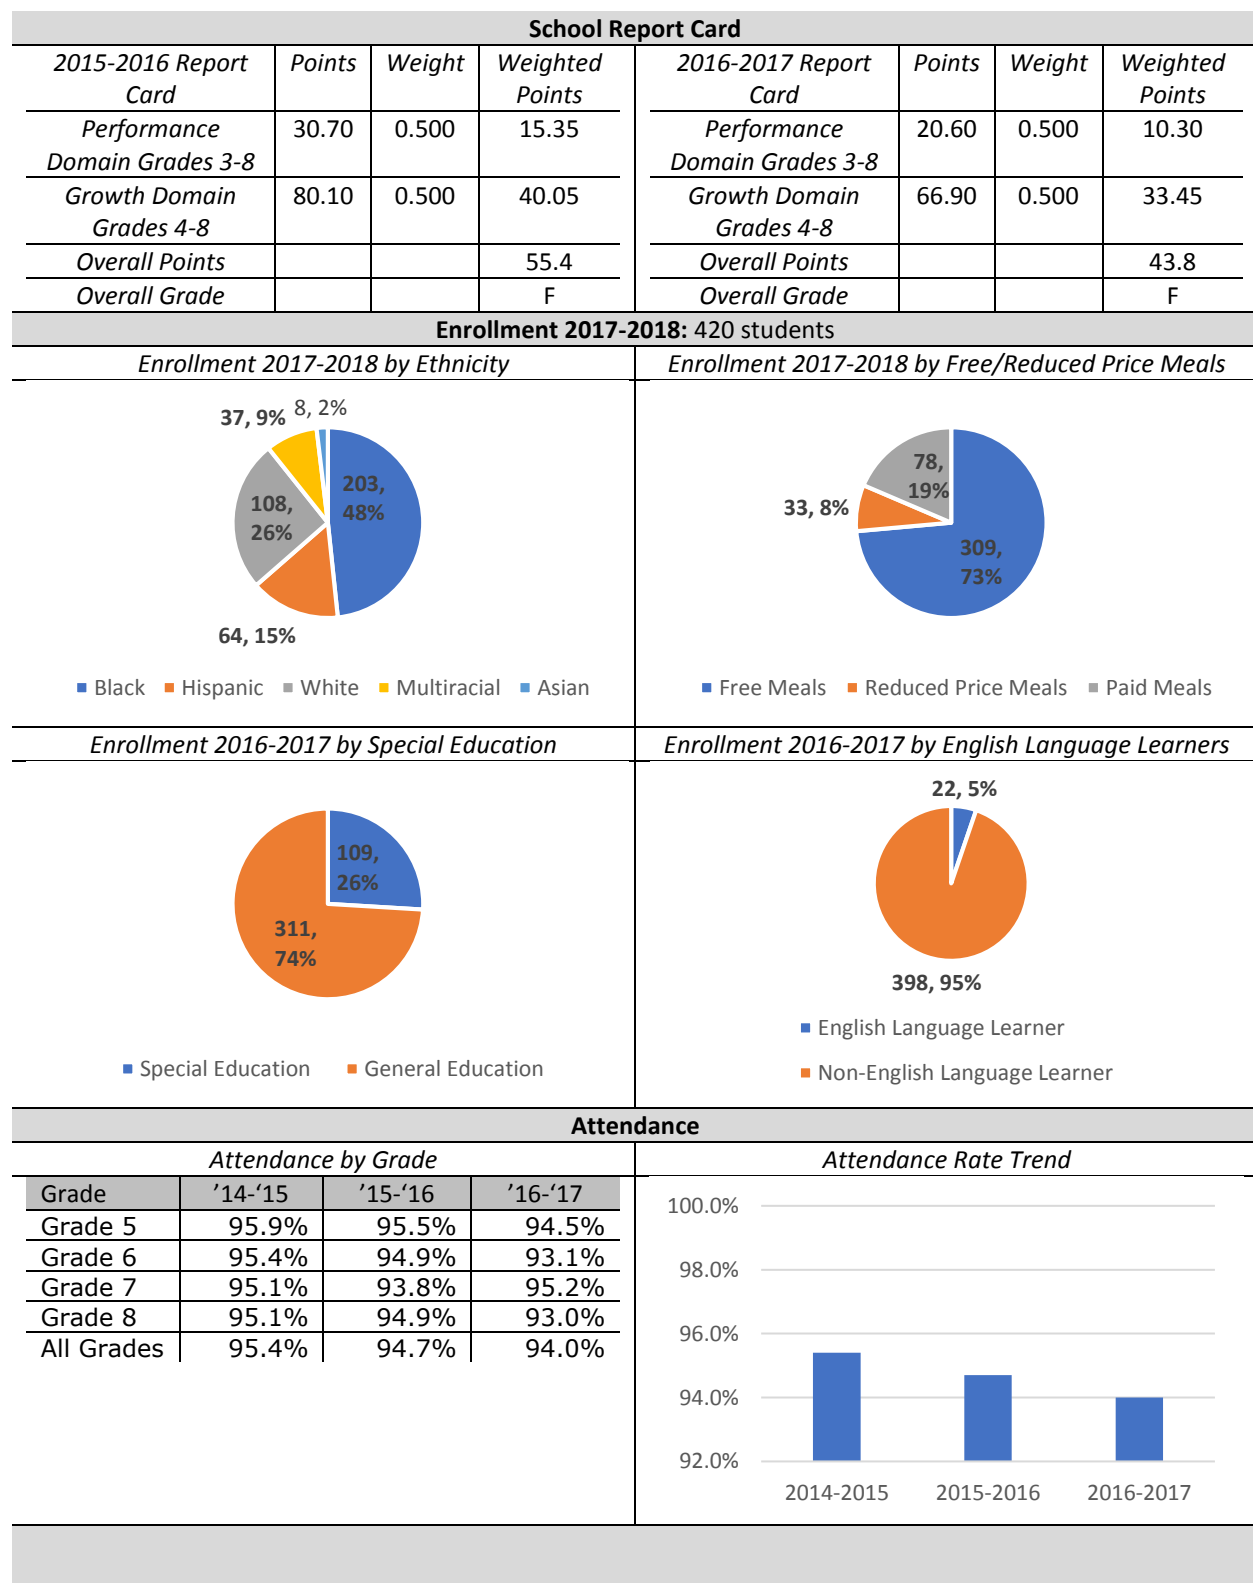 School Report Card
2015-2016 Report Card Points Weight Weighted Points
Performance Domain Grades 3-8 30.70 0.500 15.35
Growth Domain Grades 4-8 80.10 0.500 40.05
Overall Points 55.4
Overall Grade F
2016-2017 Report Card Points Weight Weighted Points
Performance Domain Grades 3-8 20.60 0.500 10.30
Growth Domain Grades 4-8 66.90 0.500 33.45
Overall Points 43.8
Overall Grade F
Enrollment 2017-2018: 420 students
Enrollment 2017-2018 by Ethnicity
37, 9%
8, 2%
203,
48%
108,
26%
64, 15%
Black Hispanic White Multiracial Asian
Enrollment 2017-2018 by Free/Reduced Price Meals
78,
19%
33, 8%
309,
73%
Free Meals Reduced Price Meals Paid Meals
Enrollment 2016-2017 by Special Education
109,
26%
311,
74%
Special Education General Education
Enrollment 2016-2017 by English Language Learners
22, 5%
398, 95%
English Language Learner
Non-English Language Learner
Attendance
Attendance by Grade
Grade ’14-‘15 ’15-‘16 ’16-‘17
Grade 5 95.9% 95.5% 94.5%
Grade 6 95.4% 94.9% 93.1%
Grade 7 95.1% 93.8% 95.2%
Grade 8 95.1% 94.9% 93.0%
All Grades 95.4% 94.7% 94.0%
Attendance Rate Trend
100.0%
98.0%
96.0%
94.0%
92.0%
2014-2015 2015-2016 2016-2017